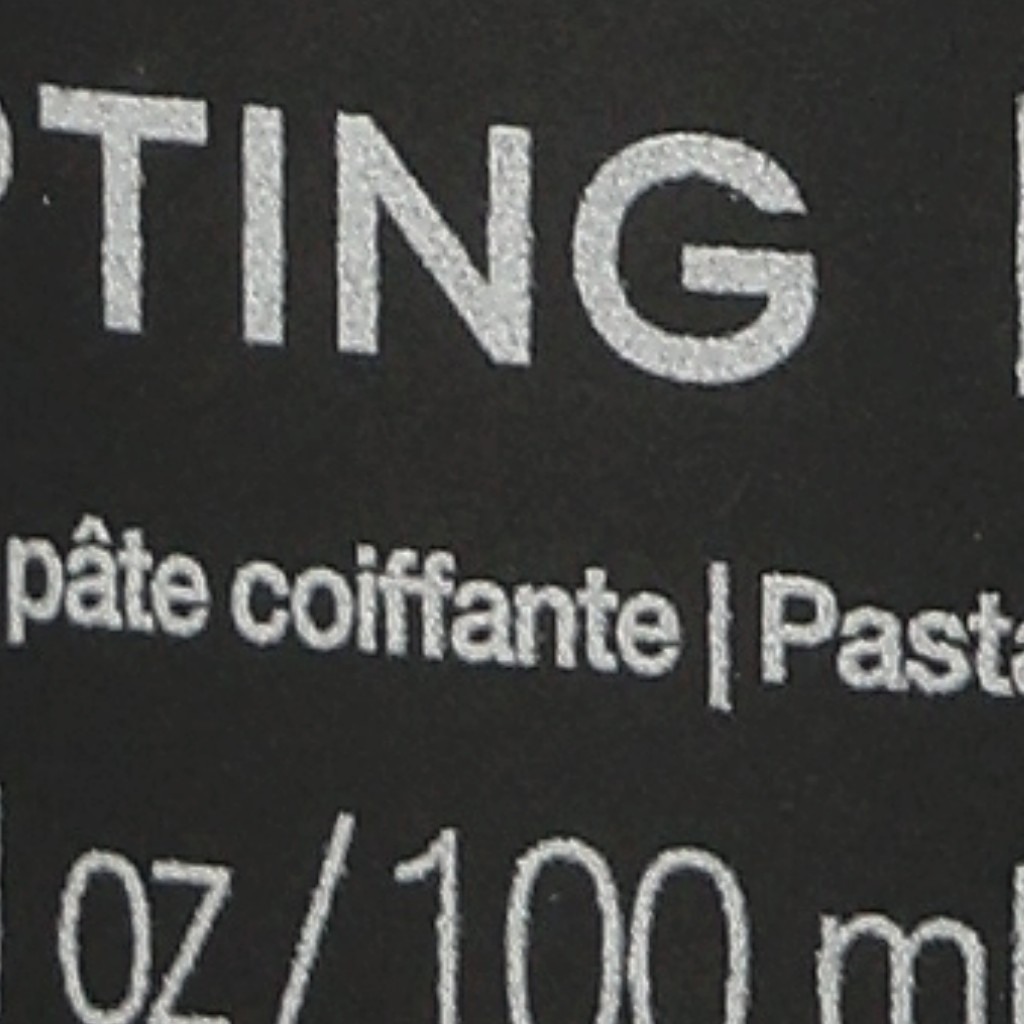 PTING
pâte coiffante | Pasta
oz / 100 ml